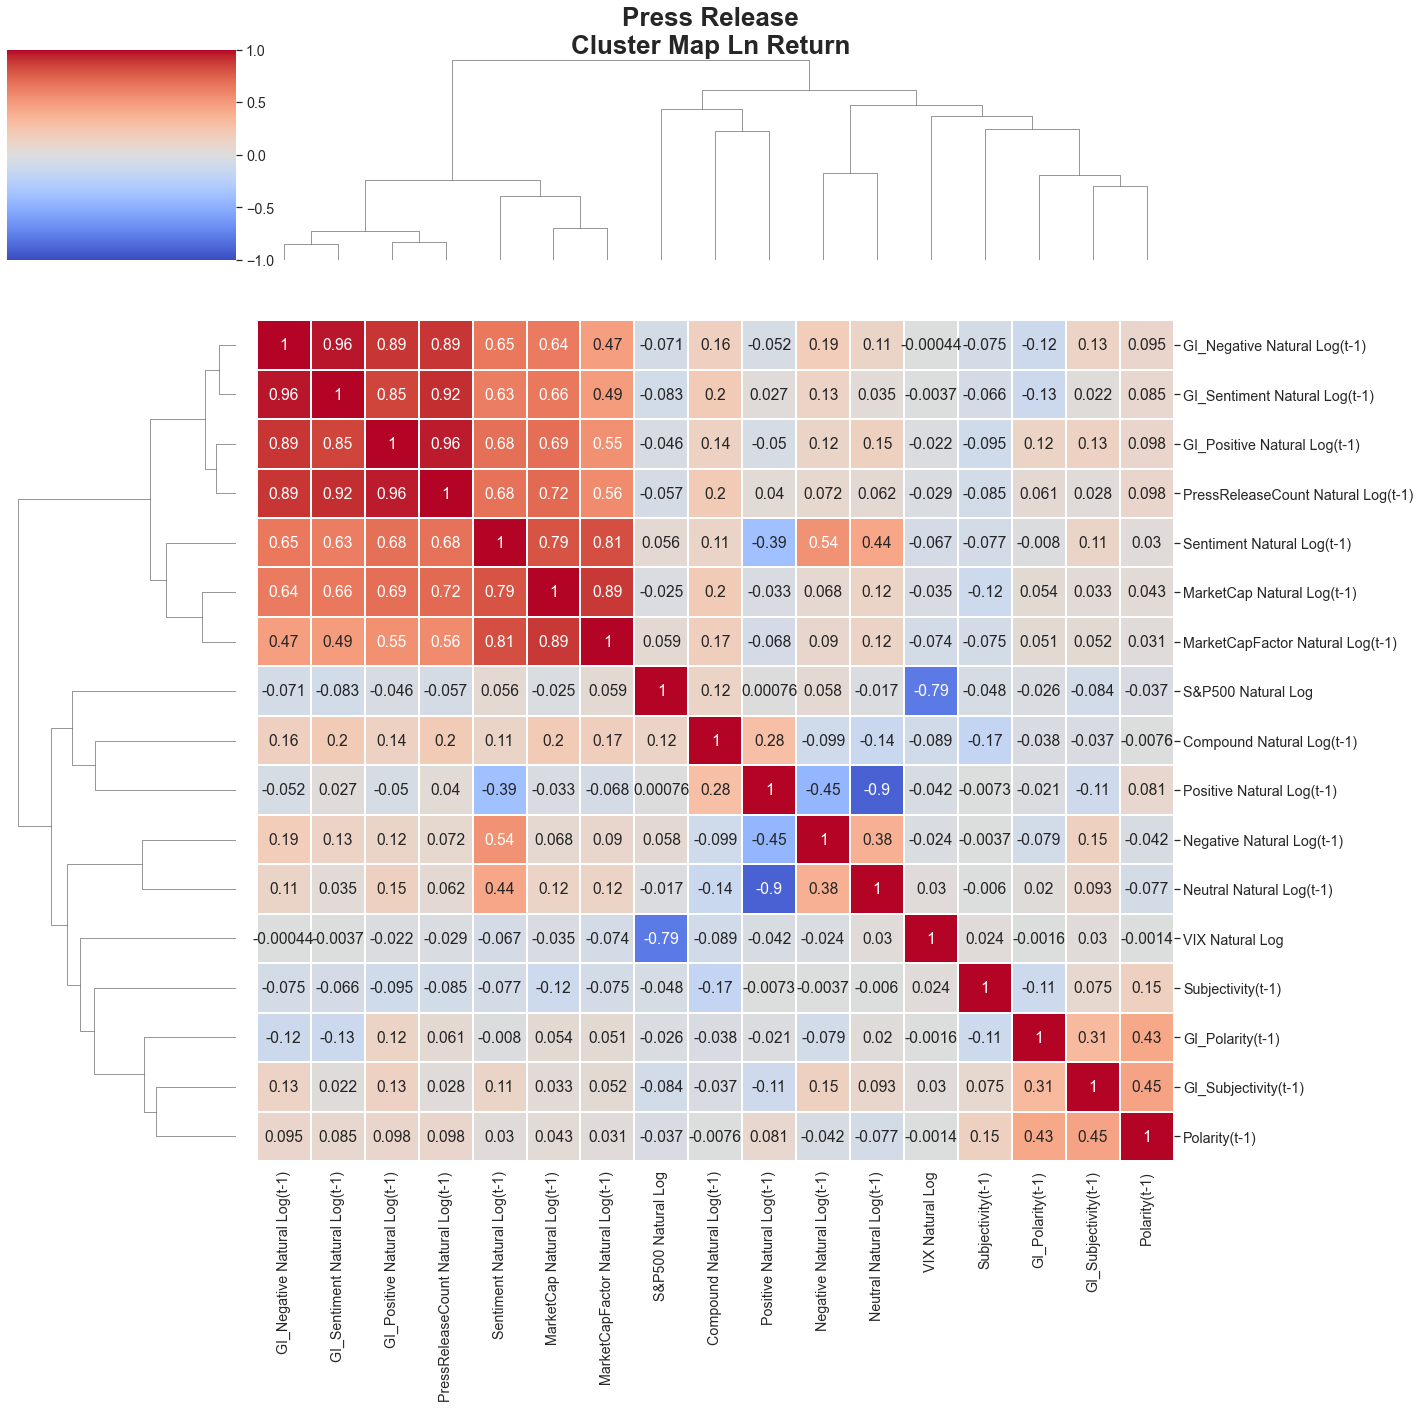 Press Release
Cluster Map Ln Return
1.0
0.5
0.0
−0.5
−1.0
1 0.96 0.89 0.89 0.65 0.64 0.47 -0.071 0.16 -0.052 0.19 0.11 -0.00044 -0.075 -0.12 0.13 0.095 GI_Negative Natural Log(t-1)
0.96 1 0.85 0.92 0.63 0.66 0.49 -0.083 0.2 0.027 0.13 0.035 -0.0037 -0.066 -0.13 0.022 0.085 GI_Sentiment Natural Log(t-1)
0.89 0.85 1 0.96 0.68 0.69 0.55 -0.046 0.14 -0.05 0.12 0.15 -0.022 -0.095 0.12 0.13 0.098 GI_Positive Natural Log(t-1)
0.89 0.92 0.96 1 0.68 0.72 0.56 -0.057 0.2 0.04 0.072 0.062 -0.029 -0.085 0.061 0.028 0.098 PressReleaseCount Natural Log(t-1)
0.65 0.63 0.68 0.68 1 0.79 0.81 0.056 0.11 -0.39 0.54 0.44 -0.067 -0.077 -0.008 0.11 0.03 Sentiment Natural Log(t-1)
0.64 0.66 0.69 0.72 0.79 1 0.89 -0.025 0.2 -0.033 0.068 0.12 -0.035 -0.12 0.054 0.033 0.043 MarketCap Natural Log(t-1)
0.47 0.49 0.55 0.56 0.81 0.89 1 0.059 0.17 -0.068 0.09 0.12 -0.074 -0.075 0.051 0.052 0.031 MarketCapFactor Natural Log(t-1)
-0.071 -0.083 -0.046 -0.057 0.056 -0.025 0.059 1 0.12 0.00076 0.058 -0.017 -0.79 -0.048 -0.026 -0.084 -0.037 S&P500 Natural Log
0.16 0.2 0.14 0.2 0.11 0.2 0.17 0.12 1 0.28 -0.099 -0.14 -0.089 -0.17 -0.038 -0.037 -0.0076 Compound Natural Log(t-1)
-0.052 0.027 -0.05 0.04 -0.39 -0.033 -0.068 0.00076 0.28 1 -0.45 -0.9 -0.042 -0.0073 -0.021 -0.11 0.081 Positive Natural Log(t-1)
0.19 0.13 0.12 0.072 0.54 0.068 0.09 0.058 -0.099 -0.45 1 0.38 -0.024 -0.0037 -0.079 0.15 -0.042 Negative Natural Log(t-1)
0.11 0.035 0.15 0.062 0.44 0.12 0.12 -0.017 -0.14 -0.9 0.38 1 0.03 -0.006 0.02 0.093 -0.077 Neutral Natural Log(t-1)
-0.00044 -0.0037 -0.022 -0.029 -0.067 -0.035 -0.074 -0.79 -0.089 -0.042 -0.024 0.03 1 0.024 -0.0016 0.03 -0.0014 VIX Natural Log
-0.075 -0.066 -0.095 -0.085 -0.077 -0.12 -0.075 -0.048 -0.17 -0.0073 -0.0037 -0.006 0.024 1 -0.11 0.075 0.15 Subjectivity(t-1)
-0.12 -0.13 0.12 0.061 -0.008 0.054 0.051 -0.026 -0.038 -0.021 -0.079 0.02 -0.0016 -0.11 1 0.31 0.43 GI_Polarity(t-1)
0.13 0.022 0.13 0.028 0.11 0.033 0.052 -0.084 -0.037 -0.11 0.15 0.093 0.03 0.075 0.31 1 0.45 GI_Subjectivity(t-1)
0.095 0.085 0.098 0.098 0.03 0.043 0.031 -0.037 -0.0076 0.081 -0.042 -0.077 -0.0014 0.15 0.43 0.45 1 Polarity(t-1)
GI_Negative Natural Log(t-1)
GI_Sentiment Natural Log(t-1)
GI_Positive Natural Log(t-1)
PressReleaseCount Natural Log(t-1)
Sentiment Natural Log(t-1)
MarketCap Natural Log(t-1)
MarketCapFactor Natural Log(t-1)
S&P500 Natural Log
Compound Natural Log(t-1)
Positive Natural Log(t-1)
Negative Natural Log(t-1)
Neutral Natural Log(t-1)
VIX Natural Log
Subjectivity(t-1)
GI_Polarity(t-1)
GI_Subjectivity(t-1)
Polarity(t-1)